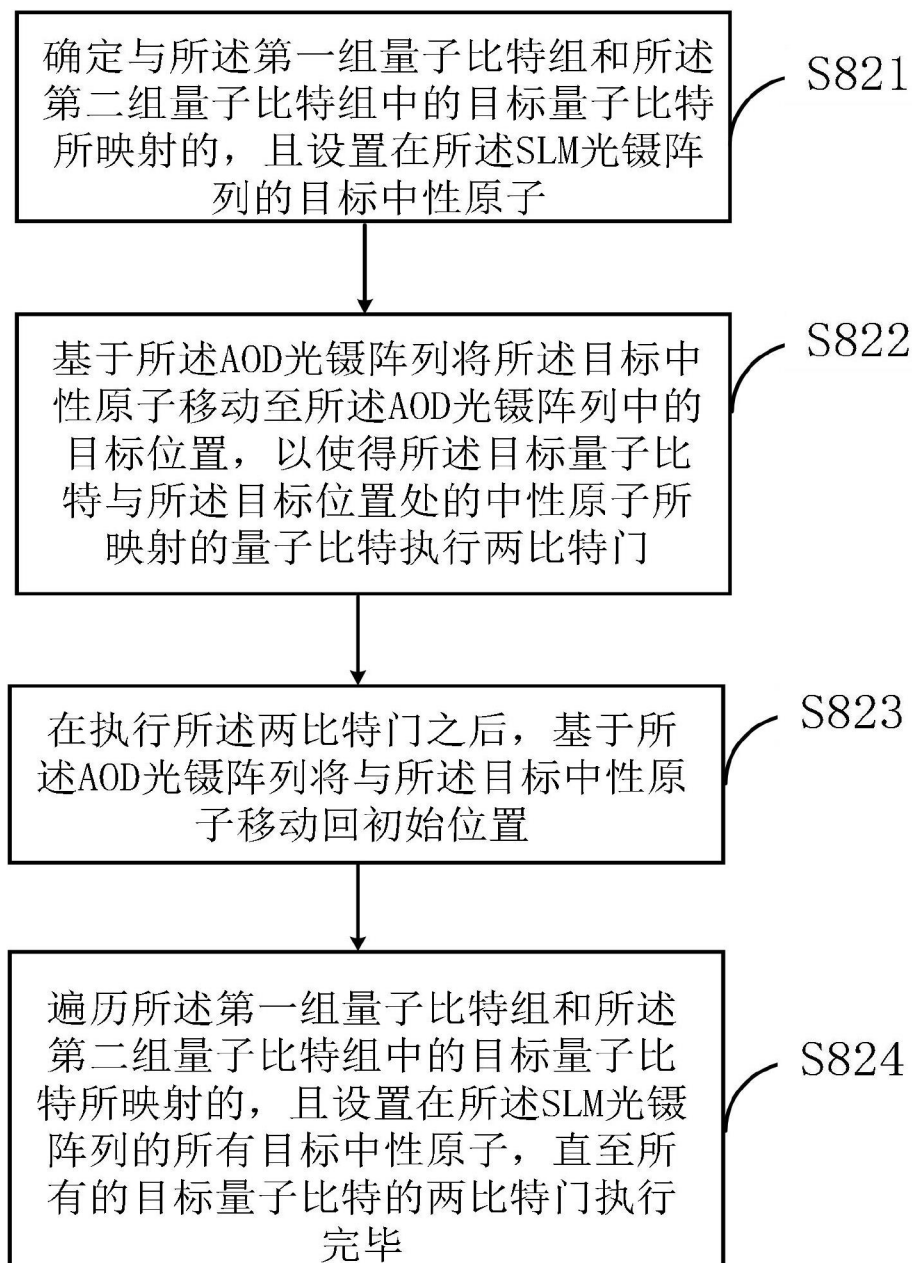 确定与所述第一组量子比特组和所述
第二组量子比特组中的目标量子比特
所映射的，且设置在所述SLM光镊阵
列的目标中性原子
S821
基于所述AOD光镊阵列将所述目标中
性原子移动至所述AOD光镊阵列中的
目标位置，以使得所述目标量子比
特与所述目标位置处的中性原子所
映射的量子比特执行两比特门
S822
在执行所述两比特门之后，基于所
述AOD光镊阵列将与所述目标中性原
子移动回初始位置
S823
遍历所述第一组量子比特组和所述
第二组量子比特组中的目标量子比
特所映射的，且设置在所述SLM光镊
阵列的所有目标中性原子，直至所
有的目标量子比特的两比特门执行
完毕
S824